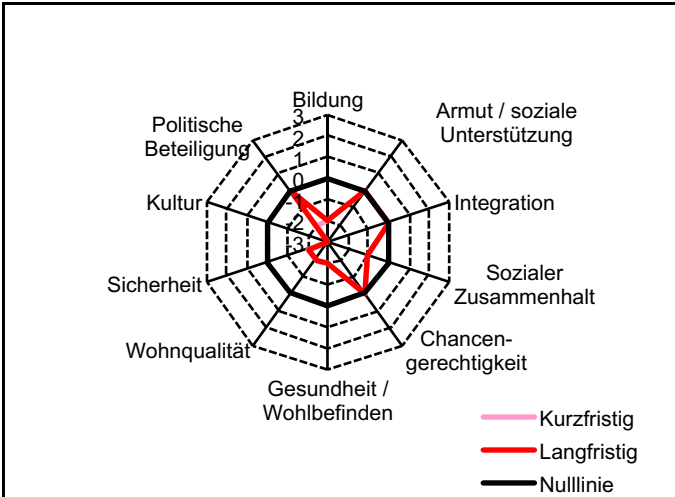 Bildung
Armut / soziale
Unterstützung
Integration
Sozialer
Zusammenhalt
Chancen-
gerechtigkeit
Gesundheit /
Wohlbefinden
Wohnqualität
Sicherheit
Kultur
Politische
Beteiligung
3
2
1
0
-1
-2
-3
Kurzfristig
Langfristig
Nulllinie